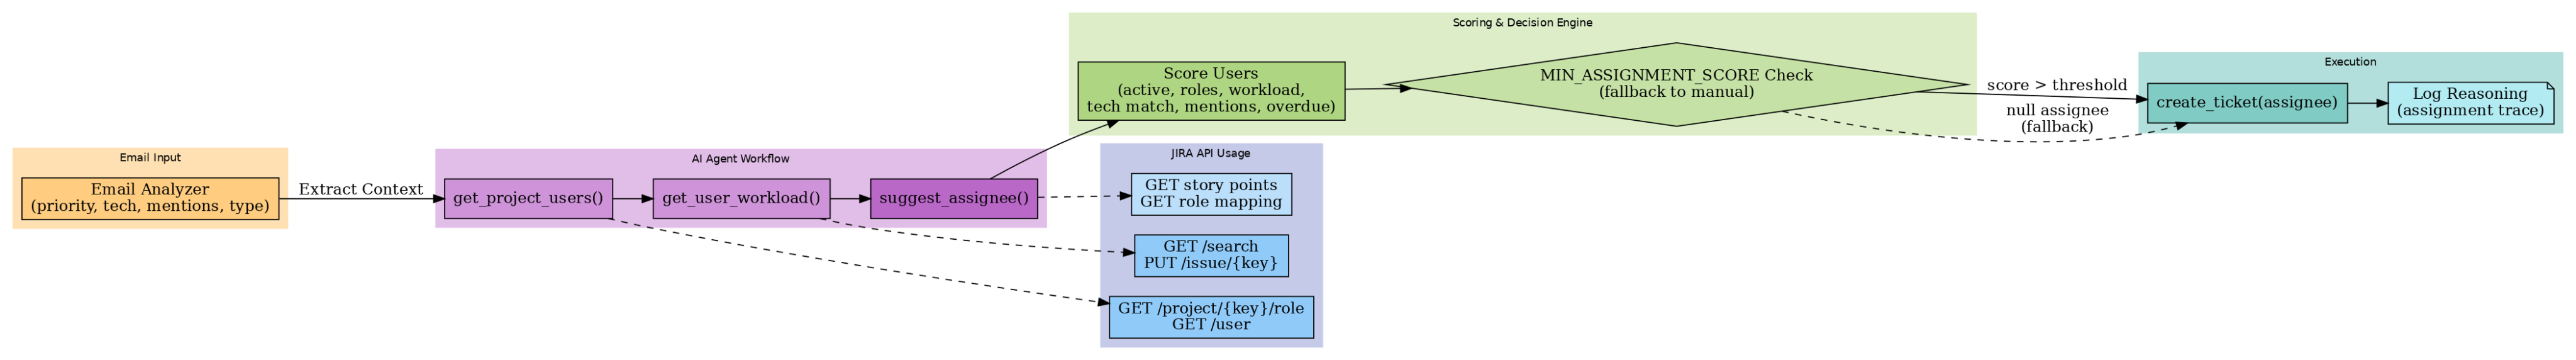 Email Input
Email Analyzer
(priority, tech, mentions, type)
Extract Context
AI Agent Workflow
get_project_users()
get_user_workload()
suggest_assignee()
Scoring & Decision Engine
Score Users
(active, roles, workload,
tech match, mentions, overdue)
MIN_ASSIGNMENT_SCORE Check
(fallback to manual)
JIRA API Usage
GET story points
GET role mapping
GET /search
PUT /issue/{key}
GET /project/{key}/role
GET /user
score > threshold
null assignee
(fallback)
Execution
create_ticket(assignee)
Log Reasoning
(assignment trace)